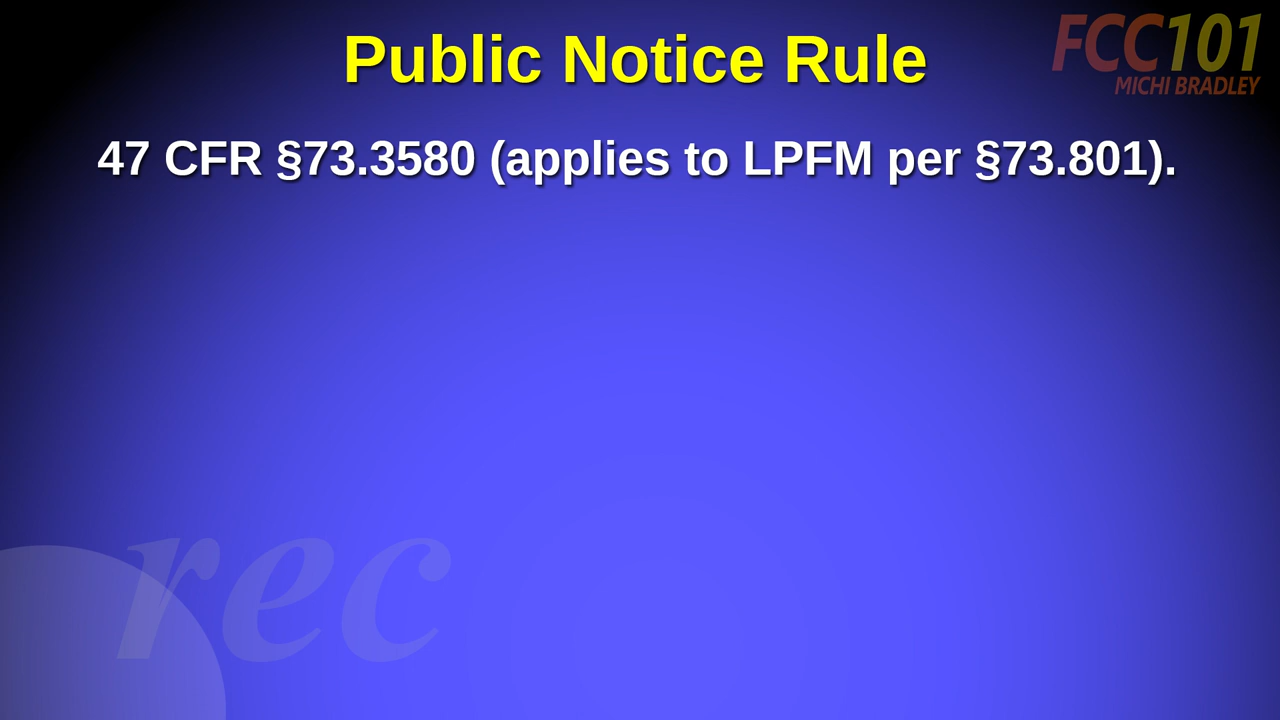 Public Notice Rule
FCC101
MICHI BRADLEY
47 CFR §73.3580 (applies to LPFM per §73.801).
rec